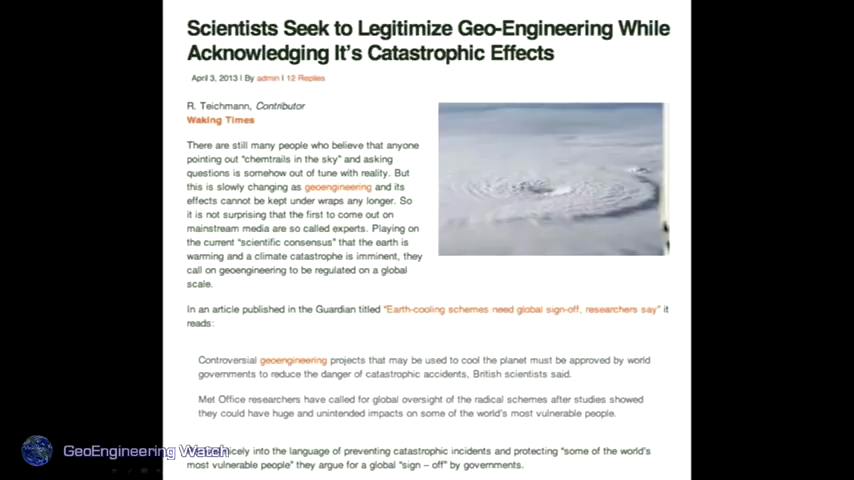 Scientists Seek to Legitimize Geo-Engineering While
Acknowledging It's Catastrophic Effects
April 3, 2013 | By admin | 12 Replies
R. Teichmann, Contributor
Waking Times
There are still many people who believe that anyone
pointing out "chemtrails in the sky" and asking
questions is somehow out of tune with reality. But
this is slowly changing as geoengineering and its
effects cannot be kept under wraps any longer. So
it is not surprising that the first to come out on
mainstream media are so called experts. Playing on
the current "scientific consensus" that the earth is
warming and a climate catastrophe is imminent, they
call on geoengineering to be regulated on a global
scale.
In an article published in the Guardian titled "Earth-cooling schemes need global sign-off, researchers say" it
reads:
Controversial geoengineering projects that may be used to cool the planet must be approved by world
governments to reduce the danger of catastrophic accidents, British scientists said.
Met Office researchers have called for global oversight of the radical schemes after studies showed
they could have huge and unintended impacts on some of the world's most vulnerable people.
GeoEngineering Watch
nicely into the language of preventing catastrophic incidents and protecting "some of the world's
most vulnerable people" they argue for a global "sign – off" by governments.